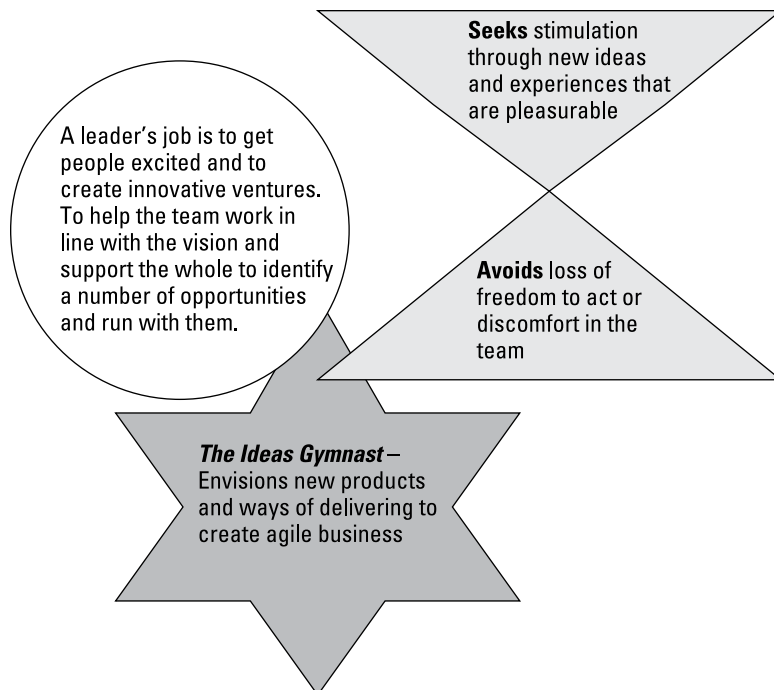 Seeks stimulation
through new ideas
and experiences that
are pleasurable
A leader's job is to get
people excited and to
create innovative ventures.
To help the team work in
line with the vision and
support the whole to identify
a number of opportunities
and run with them.
Avoids loss of
freedom to act or
discomfort in the
team
The Ideas Gymnast –
Envisions new products
and ways of delivering to
create agile business